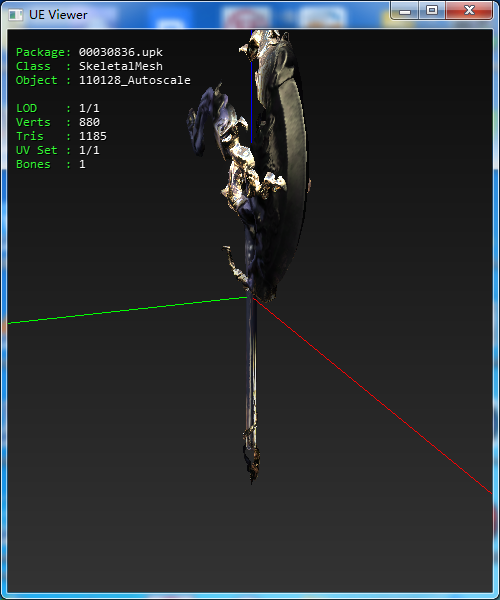 UE Viewer
Package: 00030836.upk
Class  : SkeletalMesh
Object : 110128_Autoscale
LOD    : 1/1
Verts  : 880
Tris   : 1185
UV Set : 1/1
Bones  : 1